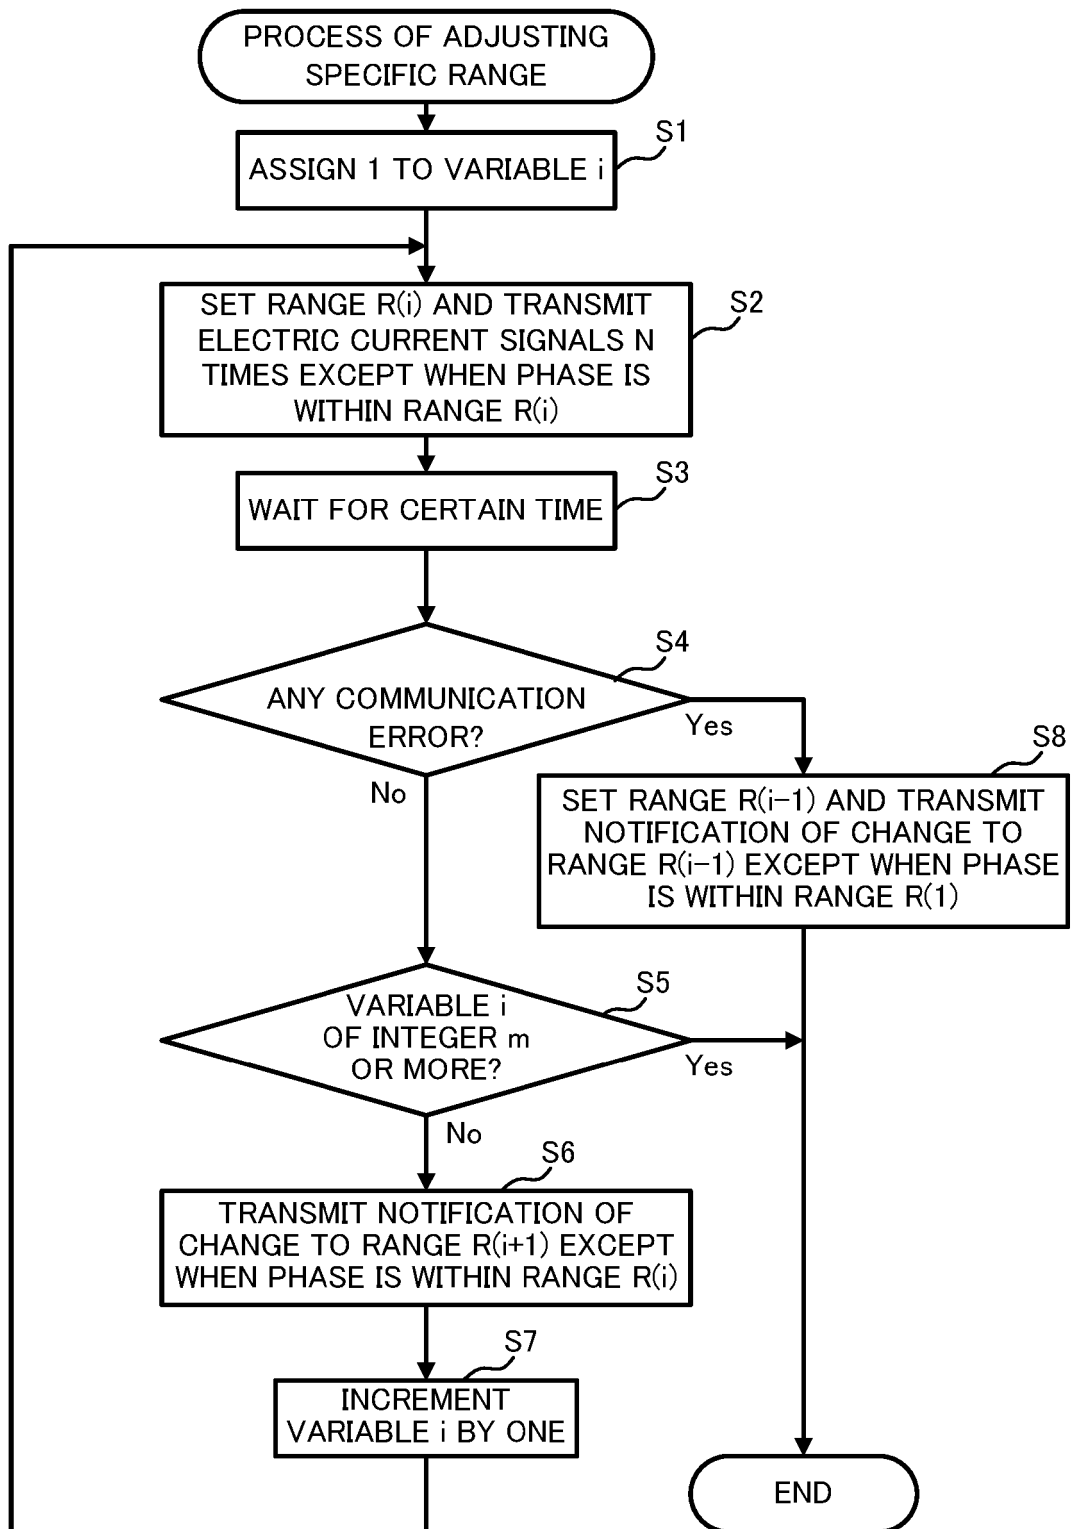 PROCESS OF ADJUSTING
SPECIFIC RANGE
S1
ASSIGN 1 TO VARIABLE i
S2
SET RANGE R(i) AND TRANSMIT
ELECTRIC CURRENT SIGNALS N
TIMES EXCEPT WHEN PHASE IS
WITHIN RANGE R(i)
S3
WAIT FOR CERTAIN TIME
S4
ANY COMMUNICATION
ERROR?
Yes
No
S8
SET RANGE R(i-1) AND TRANSMIT
NOTIFICATION OF CHANGE TO
RANGE R(i-1) EXCEPT WHEN PHASE
IS WITHIN RANGE R(1)
S5
VARIABLE i
OF INTEGER m
OR MORE?
Yes
No
S6
TRANSMIT NOTIFICATION OF
CHANGE TO RANGE R(i+1) EXCEPT
WHEN PHASE IS WITHIN RANGE R(i)
S7
INCREMENT
VARIABLE i BY ONE
END